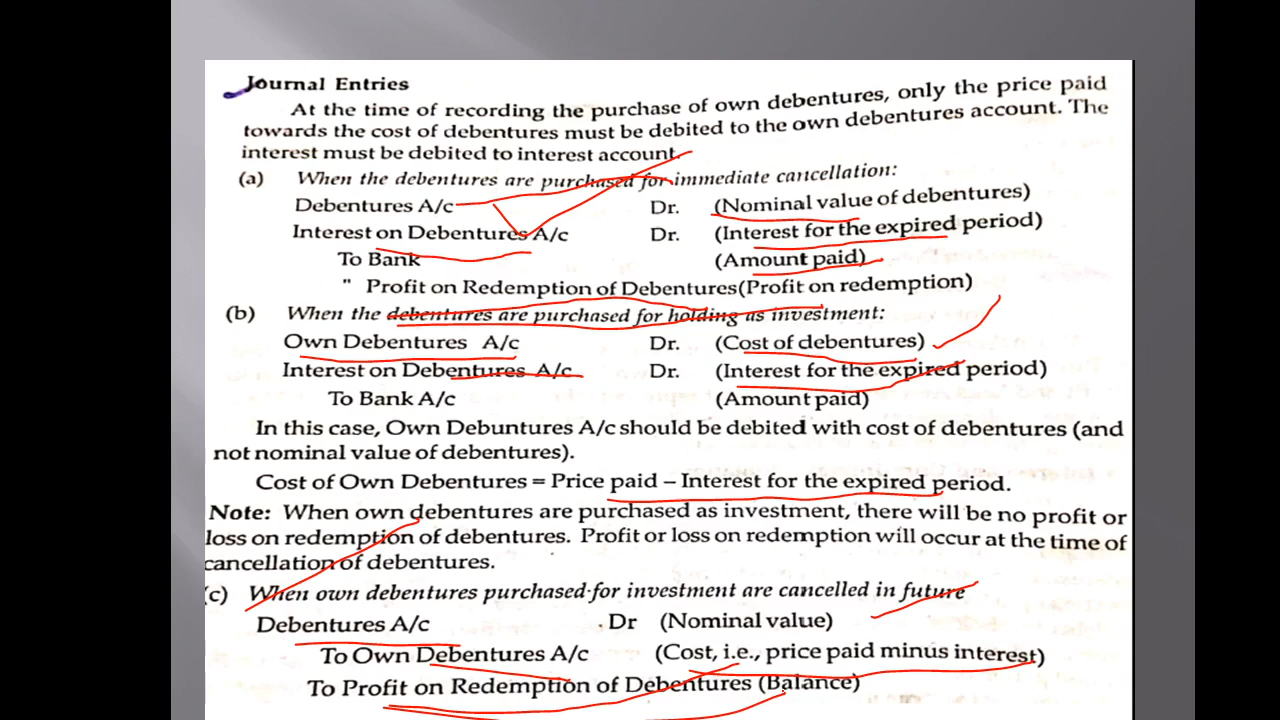 Journal Entries
At the time of recording the purchase of own debentures, only the price paid
towards the cost of debentures must be debited to the own debentures account. The
interest must be debited to interest account.
(a) When the debentures are purchased for immediate cancellation:
Debentures A/c Dr. (Nominal value of debentures)
Interest on Debentures A/c Dr. (Interest for the expired period)
To Bank (Amount paid)
" Profit on Redemption of Debentures(Profit on redemption)
(b) When the debentures are purchased for holding as investment:
Own Debentures A/c Dr. (Cost of debentures)
Interest on Debentures A/c Dr. (Interest for the expired period)
To Bank A/c (Amount paid)
In this case, Own Debuntures A/c should be debited with cost of debentures (and
not nominal value of debentures).
Cost of Own Debentures = Price paid – Interest for the expired period.
Note: When own debentures are purchased as investment, there will be no profit or
loss on redemption of debentures. Profit or loss on redemption will occur at the time of
cancellation of debentures.
(c) When own debentures purchased for investment are cancelled in future
Debentures A/c Dr (Nominal value)
To Own Debentures A/c (Cost, i.e., price paid minus interest)
To Profit on Redemption of Debentures (Balance)